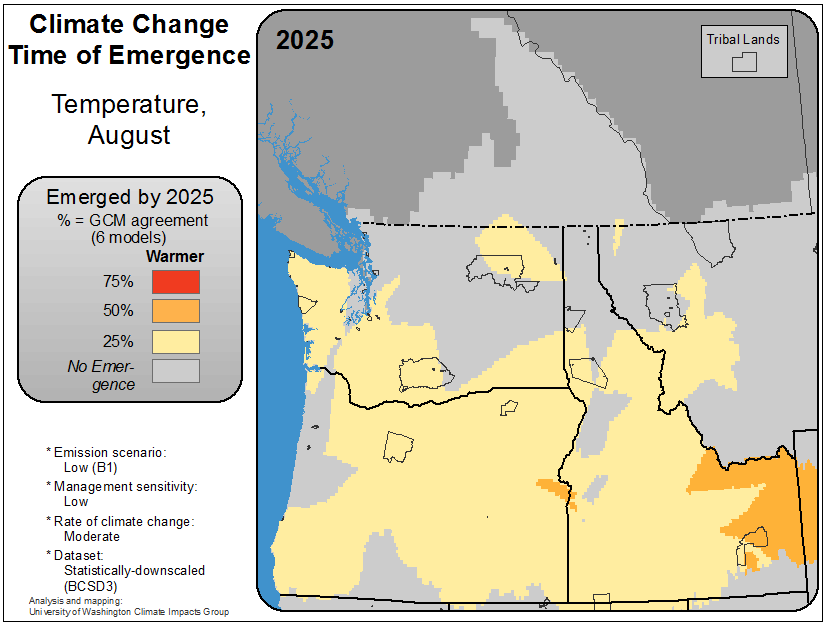 Climate Change
Time of Emergence
Temperature,
August
Emerged by 2025
% = GCM agreement
(6 models)
Warmer
75%
50%
25%
No Emer-
gence
* Emission scenario:
Low (B1)
* Management sensitivity:
Low
* Rate of climate change:
Moderate
* Dataset:
Statistically-downscaled
(BCSD3)
Analysis and mapping:
University of Washington Climate Impacts Group
2025
Tribal Lands